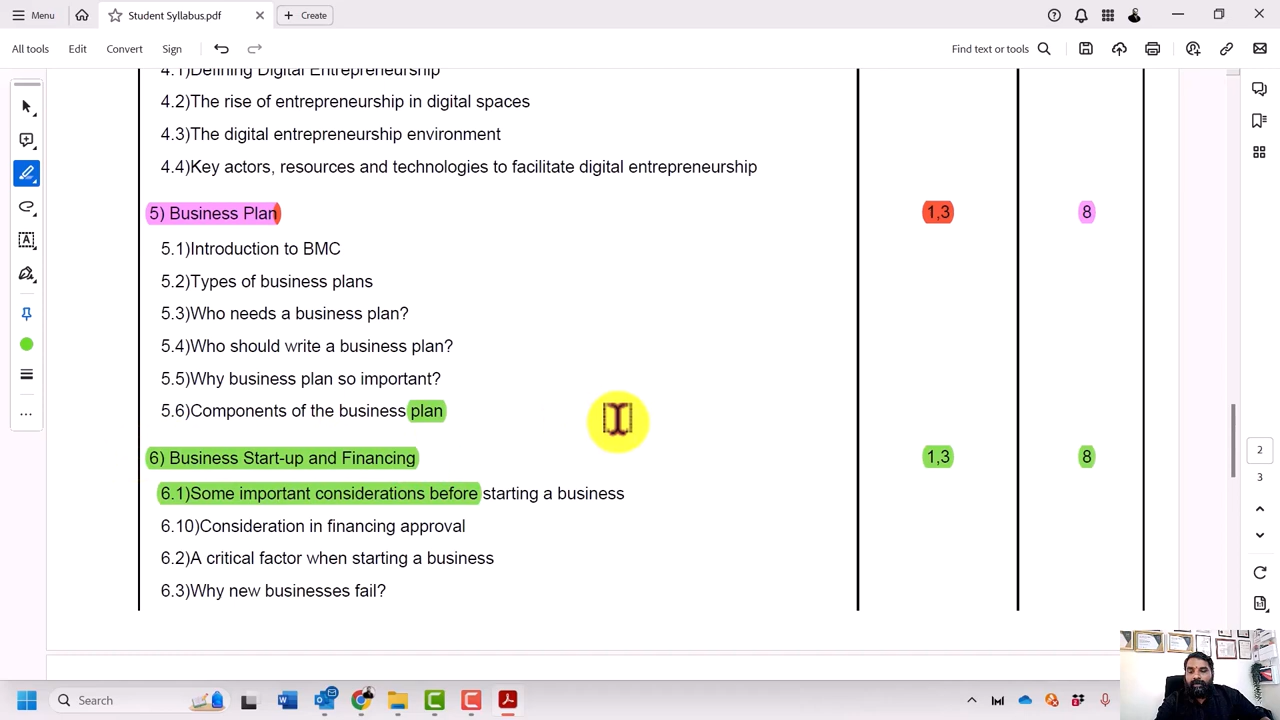 Menu
Student Syllabus.pdf
Create
All tools
Edit
Convert
Sign
Find text or tools
4.1)Defining Digital Entrepreneurship
4.2)The rise of entrepreneurship in digital spaces
4.3)The digital entrepreneurship environment
4.4)Key actors, resources and technologies to facilitate digital entrepreneurship
5) Business Plan 1,3 8
5.1)Introduction to BMC
5.2)Types of business plans
5.3)Who needs a business plan?
5.4)Who should write a business plan?
5.5)Why business plan so important?
5.6)Components of the business plan
6) Business Start-up and Financing 1,3 8
6.1)Some important considerations before starting a business
6.10)Consideration in financing approval
6.2)A critical factor when starting a business
6.3)Why new businesses fail?
2
3
Search